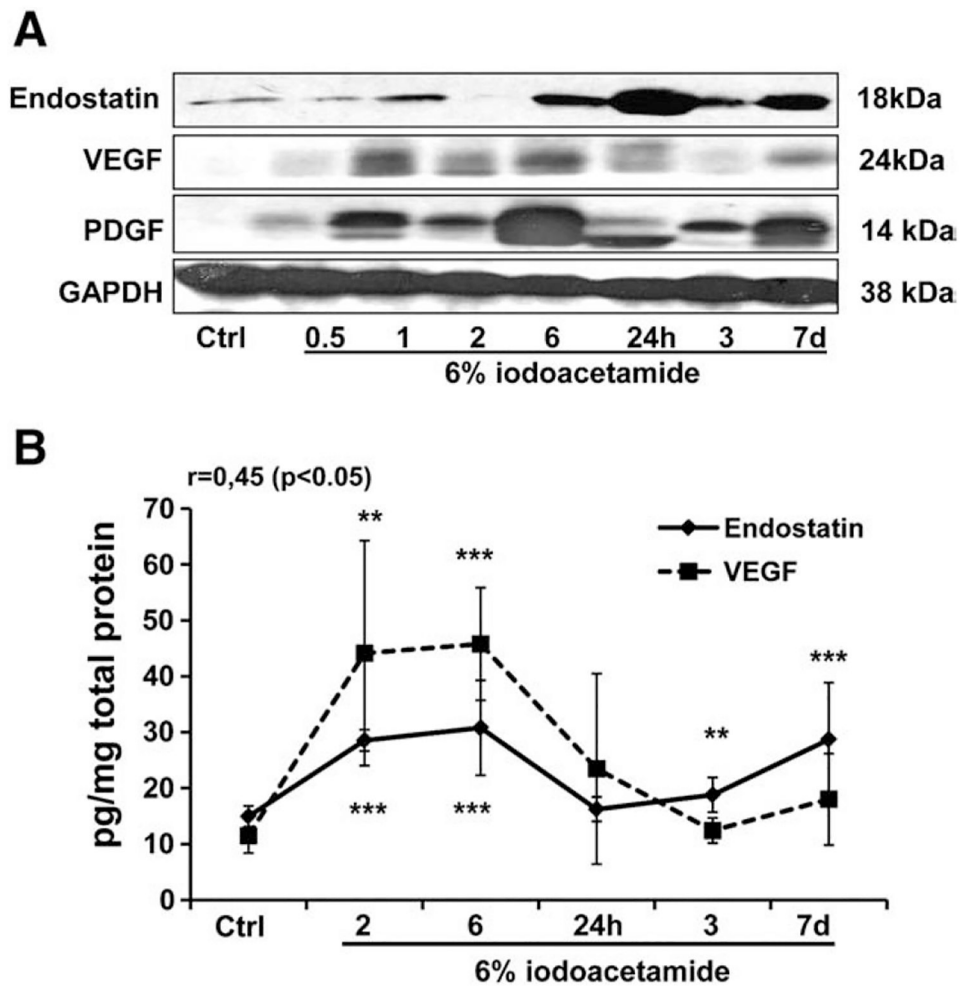 A
Endostatin 18kDa
VEGF 24kDa
PDGF 14 kDa
GAPDH 38 kDa
Ctrl 0.5 1 2 6 24h 3 7d
6% iodoacetamide
B
r=0,45 (p<0.05)
pg/mg total protein
70
60
50
40
30
20
10
0
** *** ** ***
*** ***
Endostatin
VEGF
Ctrl 2 6 24h 3 7d
6% iodoacetamide